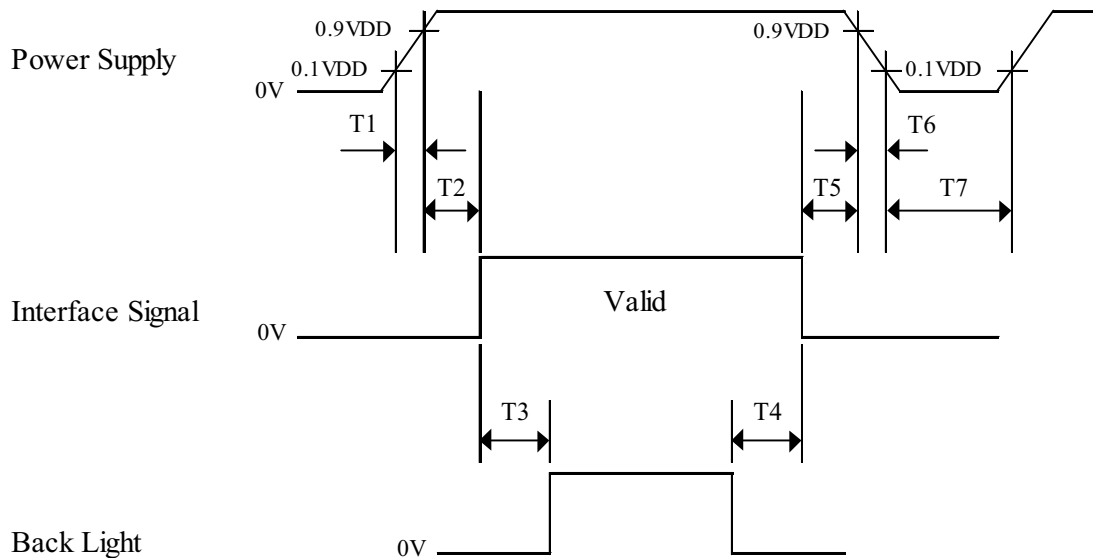 Power Supply
0.9VDD
0.1VDD
0V
0.9VDD
0.1VDD
T1
T2
T5
T6
T7
Interface Signal
0V
Valid
T3
T4
Back Light
0V